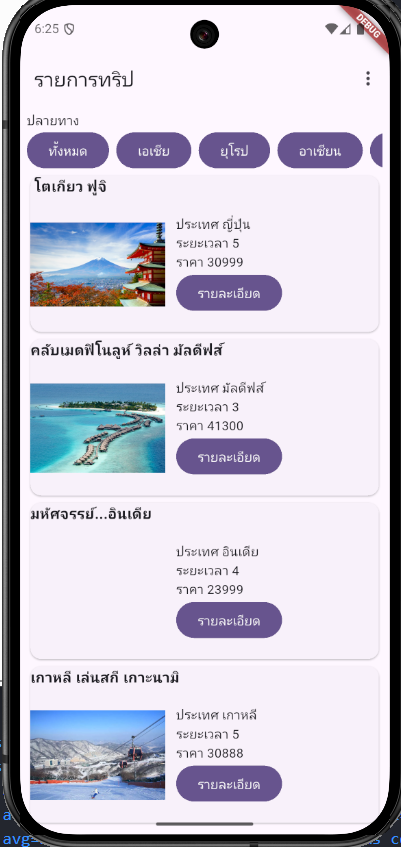 6:25
DEBUG
รายการทริป
ปลายทาง
ทั้งหมด เอเชีย ยุโรป อาเซียน
โตเกียว ฟูจิ
ประเทศ ญี่ปุ่น
ระยะเวลา 5
ราคา 30999
รายละเอียด
คลับเมดฟิโนลูห์ วิลล่า มัลดีฟส์
ประเทศ มัลดีฟส์
ระยะเวลา 3
ราคา 41300
รายละเอียด
มหัศจรรย์...อินเดีย
ประเทศ อินเดีย
ระยะเวลา 4
ราคา 23999
รายละเอียด
เกาหลี เล่นสกี เกาะนามิ
ประเทศ เกาหลี
ระยะเวลา 5
ราคา 30888
รายละเอียด
avg=